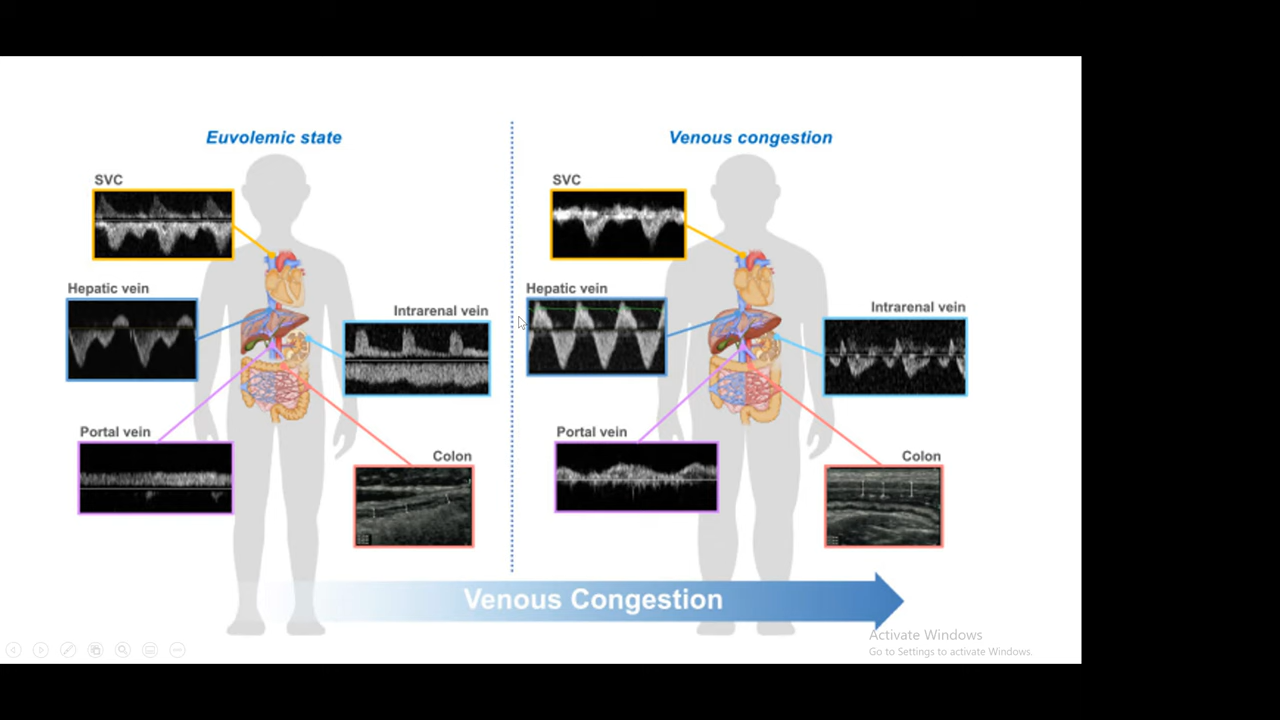 Euvolemic state
SVC
Hepatic vein
Intrarenal vein
Portal vein
Colon
Venous congestion
SVC
Hepatic vein
Intrarenal vein
Portal vein
Colon
Venous Congestion
Activate Windows
Go to Settings to activate Windows.